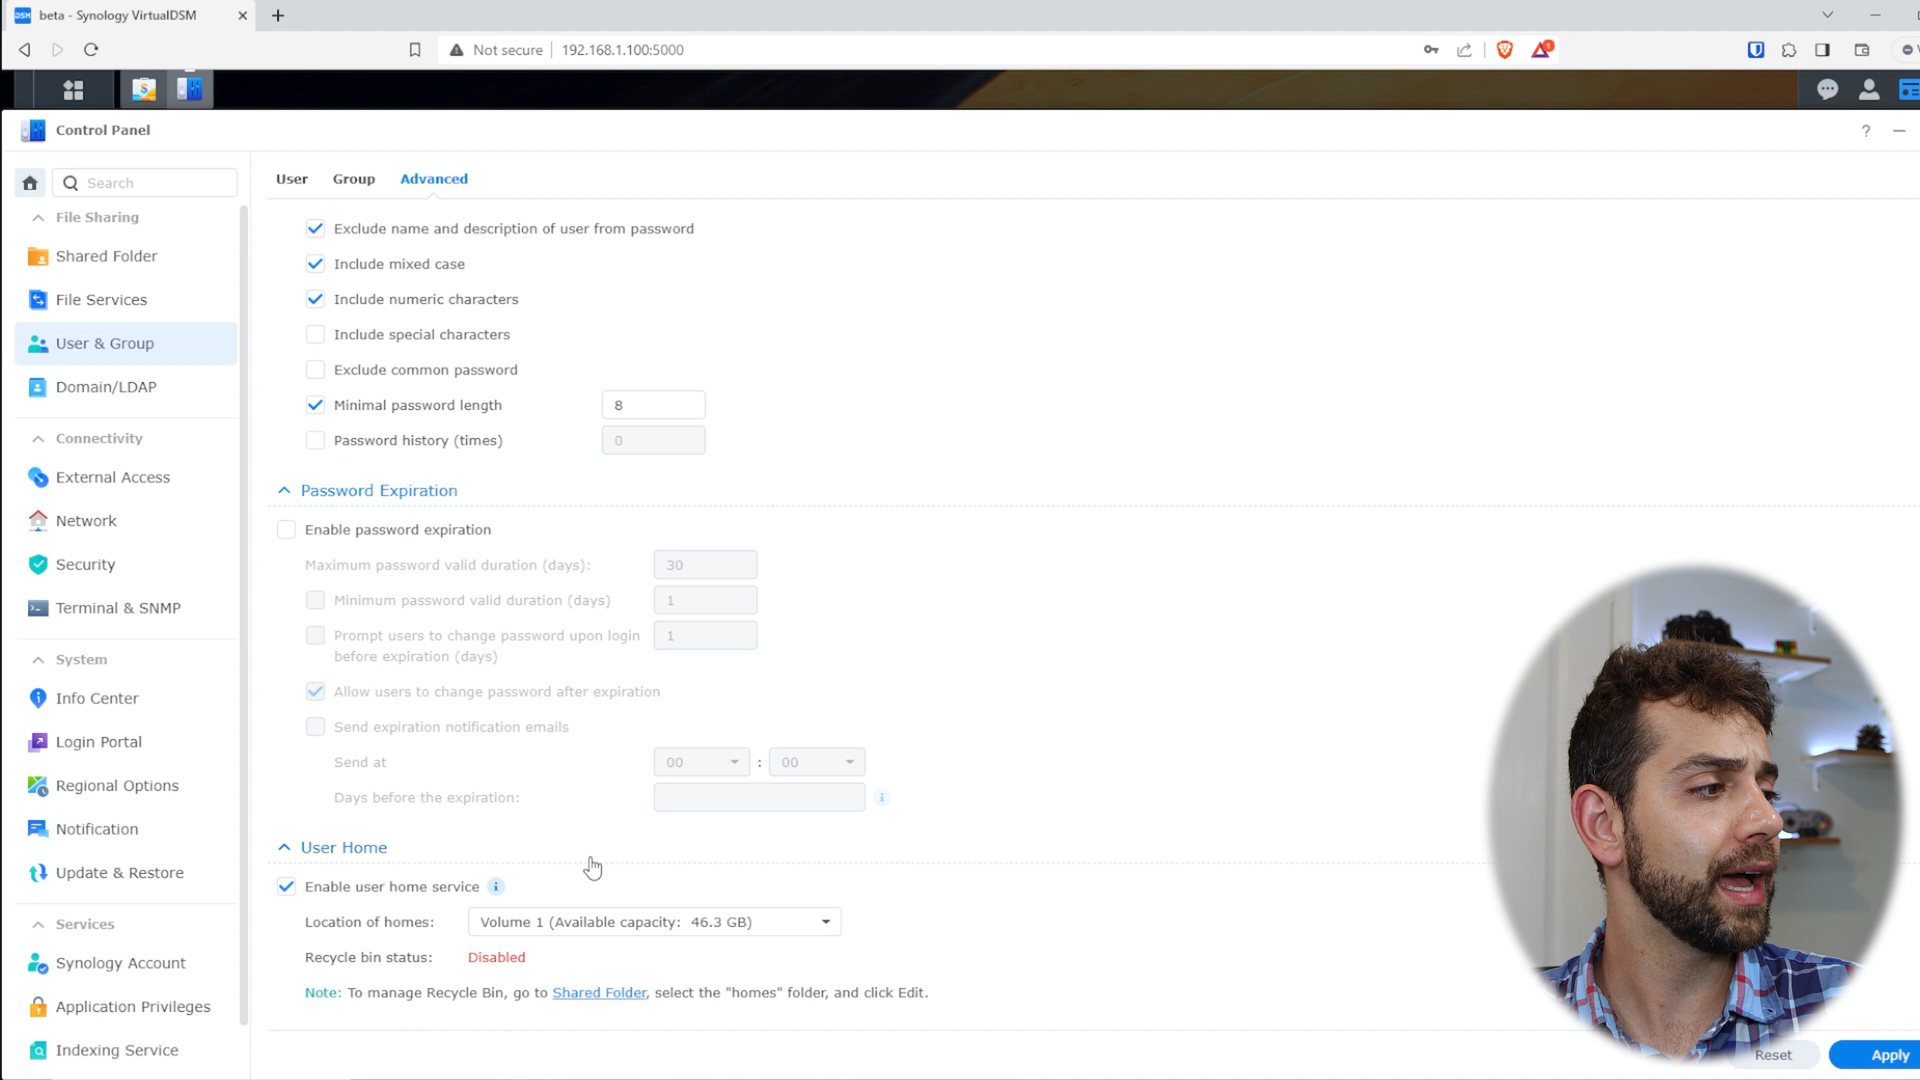 beta - Synology VirtualDSM
Not secure
192.168.1.100:5000
Control Panel
Search
File Sharing
Shared Folder
File Services
User & Group
Domain/LDAP
Connectivity
External Access
Network
Security
Terminal & SNMP
System
Info Center
Login Portal
Regional Options
Notification
Update & Restore
Services
Synology Account
Application Privileges
Indexing Service
User Group Advanced
Exclude name and description of user from password
Include mixed case
Include numeric characters
Include special characters
Exclude common password
Minimal password length 8
Password history (times) 0
Password Expiration
Enable password expiration
Maximum password valid duration (days): 30
Minimum password valid duration (days) 1
Prompt users to change password upon login 1
before expiration (days)
Allow users to change password after expiration
Send expiration notification emails
Send at 00 : 00
Days before the expiration:
User Home
Enable user home service
Location of homes: Volume 1 (Available capacity: 46.3 GB)
Recycle bin status: Disabled
Note: To manage Recycle Bin, go to Shared Folder, select the "homes" folder, and click Edit.
Reset Apply